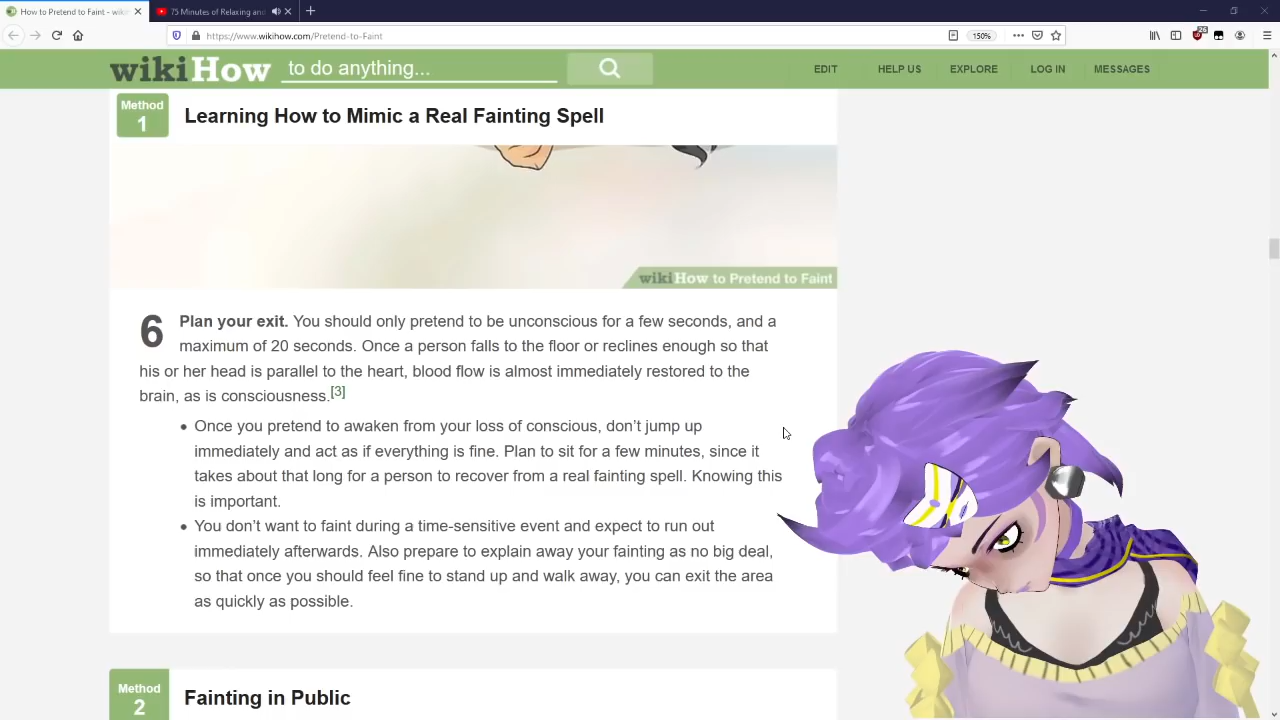 How to Pretend to Faint - wiki
75 Minutes of Relaxing and
https://www.wikihow.com/Pretend-to-Faint
150%
wikiHow to do anything...
EDIT HELP US EXPLORE LOG IN MESSAGES
Method
1
Learning How to Mimic a Real Fainting Spell
wikiHow to Pretend to Faint
6 Plan your exit. You should only pretend to be unconscious for a few seconds, and a
maximum of 20 seconds. Once a person falls to the floor or reclines enough so that
his or her head is parallel to the heart, blood flow is almost immediately restored to the
brain, as is consciousness.[3]
Once you pretend to awaken from your loss of conscious, don’t jump up
immediately and act as if everything is fine. Plan to sit for a few minutes, since it
takes about that long for a person to recover from a real fainting spell. Knowing this
is important.
You don’t want to faint during a time-sensitive event and expect to run out
immediately afterwards. Also prepare to explain away your fainting as no big deal,
so that once you should feel fine to stand up and walk away, you can exit the area
as quickly as possible.
Method
2
Fainting in Public